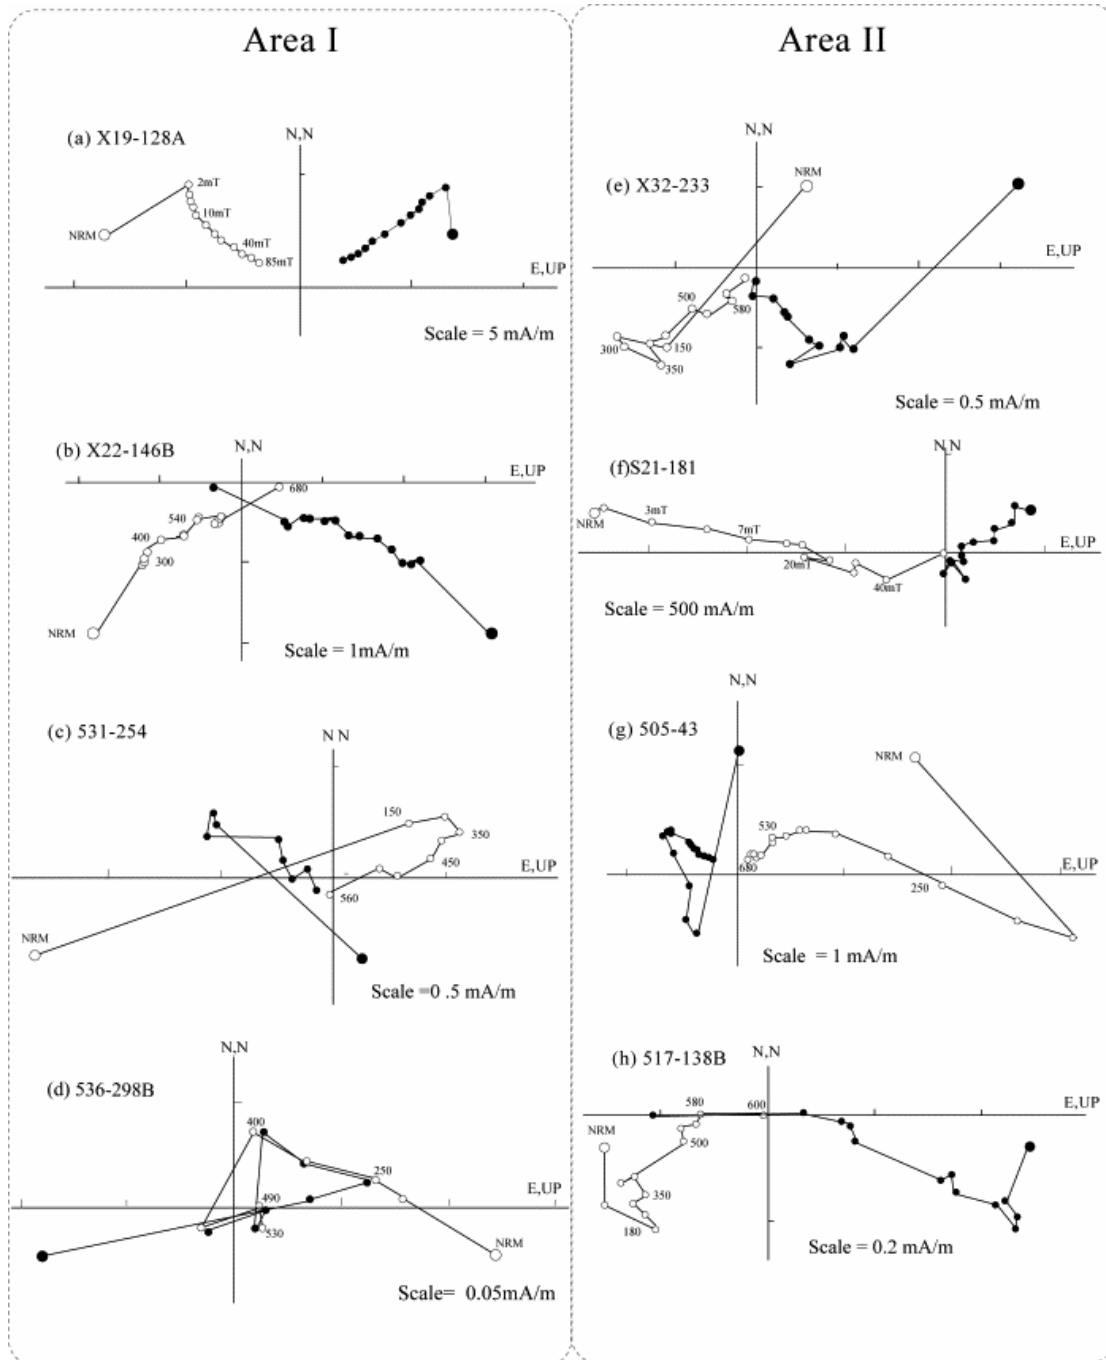 Area I
(a) X19-128A
N,N
2mT
10mT
NRM
40mT
85mT
E,UP
Scale = 5 mA/m
(b) X22-146B
N,N
E,UP
680
540
400
300
NRM
Scale = 1mA/m
(c) 531-254
N N
150
350
450
E,UP
560
NRM
Scale =0 .5 mA/m
(d) 536-298B
N,N
400
250
E,UP
490
530
NRM
Scale= 0.05mA/m
Area II
N,N
NRM
(e) X32-233
E,UP
500
580
300
150
350
Scale = 0.5 mA/m
N,N
E,UP
(f)S21-181
3mT
NRM
7mT
20mT
40mT
Scale = 500 mA/m
N,N
(g) 505-43
NRM
530
E,UP
680
250
Scale = 1 mA/m
(h) 517-138B
N,N
E,UP
580
600
NRM
500
350
180
Scale = 0.2 mA/m